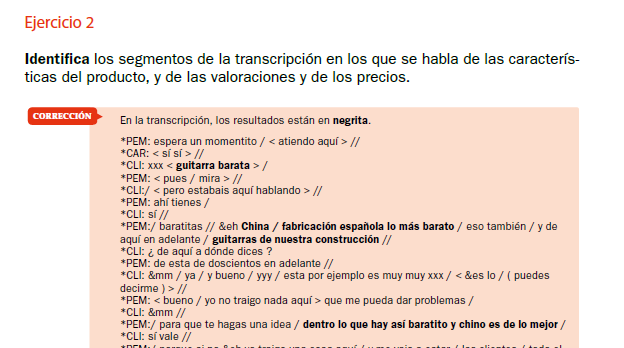 Ejercicio 2
Identifica los segmentos de la transcripción en los que se habla de las caracterís-
ticas del producto, y de las valoraciones y de los precios.
CORRECCIÓN
En la transcripción, los resultados están en negrita.
*PEM: espera un momentito / < atiendo aquí > //
*CAR: < sí sí > //
*CLI: xxx < guitarra barata > /
*PEM: < pues / mira > //
*CLI:/ < pero estabais aquí hablando > //
*PEM: ahí tienes /
*CLI: sí //
*PEM:/ baratitas // &eh China / fabricación española lo más barato / eso también / y de
aquí en adelante / guitarras de nuestra construcción //
*CLI: ¿ de aquí a dónde dices ?
*PEM: de esta de doscientos en adelante //
*CLI: &mm / ya / y bueno / yyy / esta por ejemplo es muy muy xxx / < &es lo / ( puedes
decirme ) > //
*PEM: < bueno / yo no traigo nada aquí > que me pueda dar problemas /
*CLI: &mm //
*PEM:/ para que te hagas una idea / dentro lo que hay así baratito y chino es de lo mejor /
*CLI: sí vale //